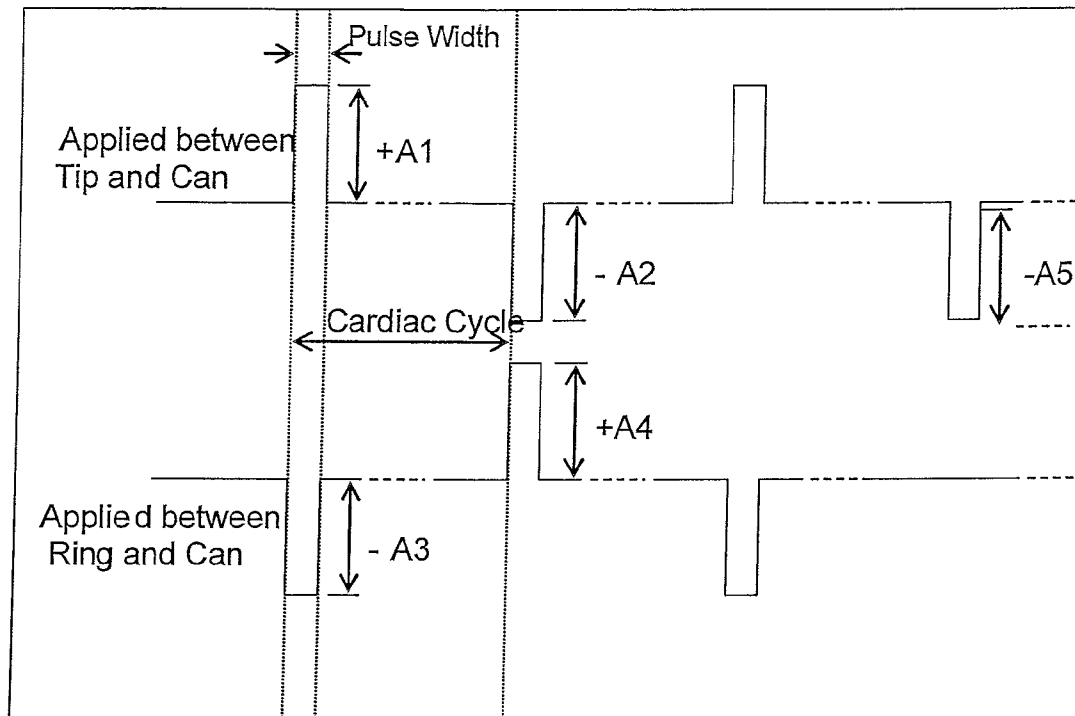 Pulse Width
Applied between
Tip and Can
+A1
- A2
-A5
Cardiac Cycle
+A4
Applied between
Ring and Can
- A3